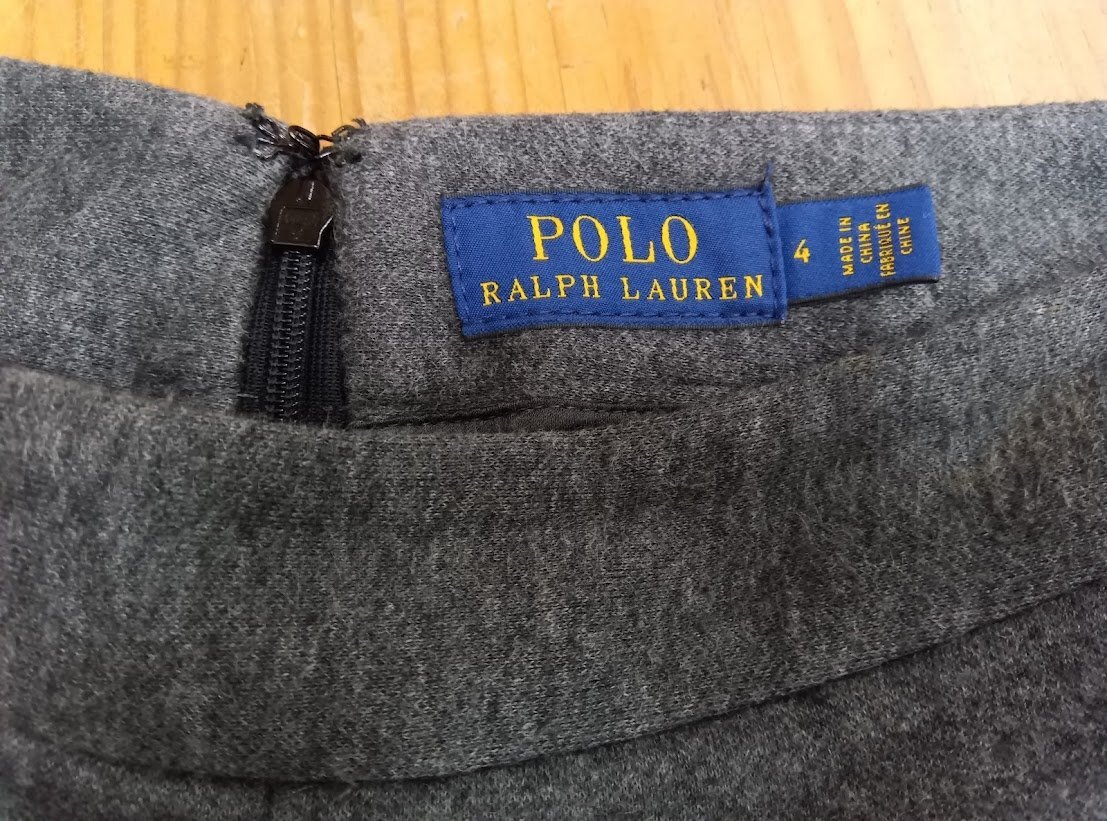 POLO
RALPH LAUREN
4
MADE IN
CHINA
FABRIQUÉ EN
CHINE